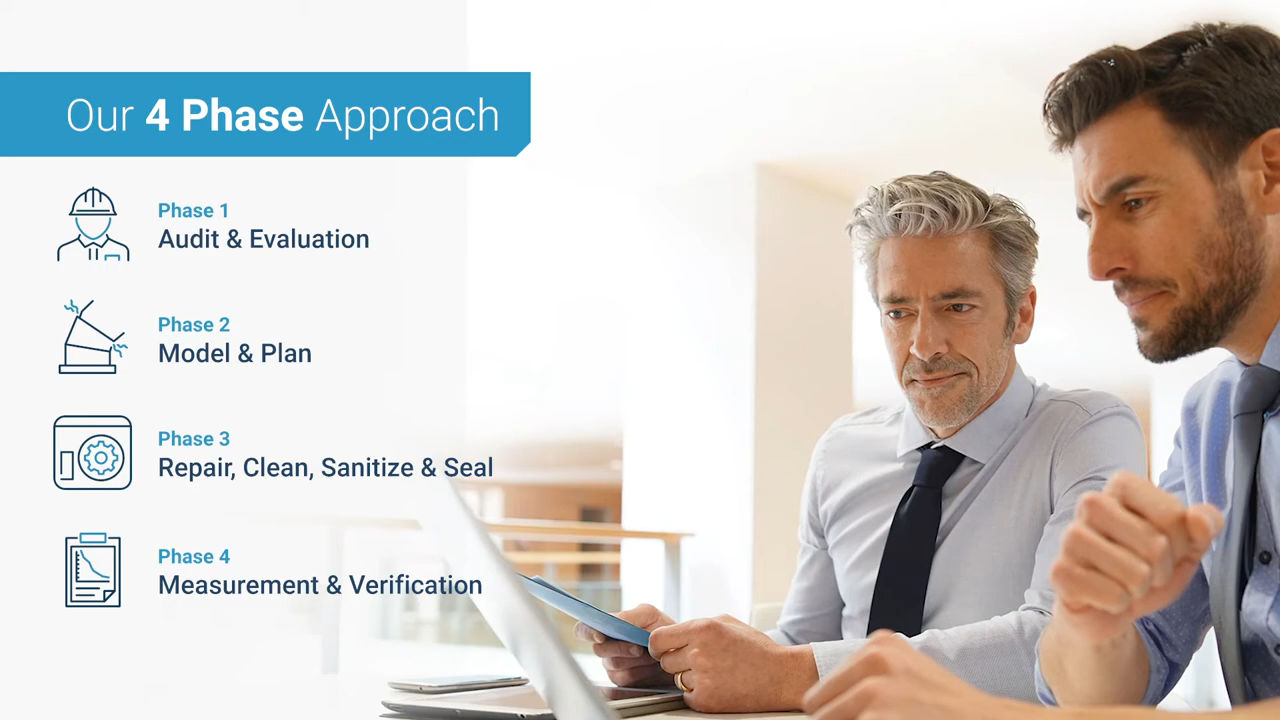 Our 4 Phase Approach
Phase 1
Audit & Evaluation
Phase 2
Model & Plan
Phase 3
Repair, Clean, Sanitize & Seal
Phase 4
Measurement & Verification